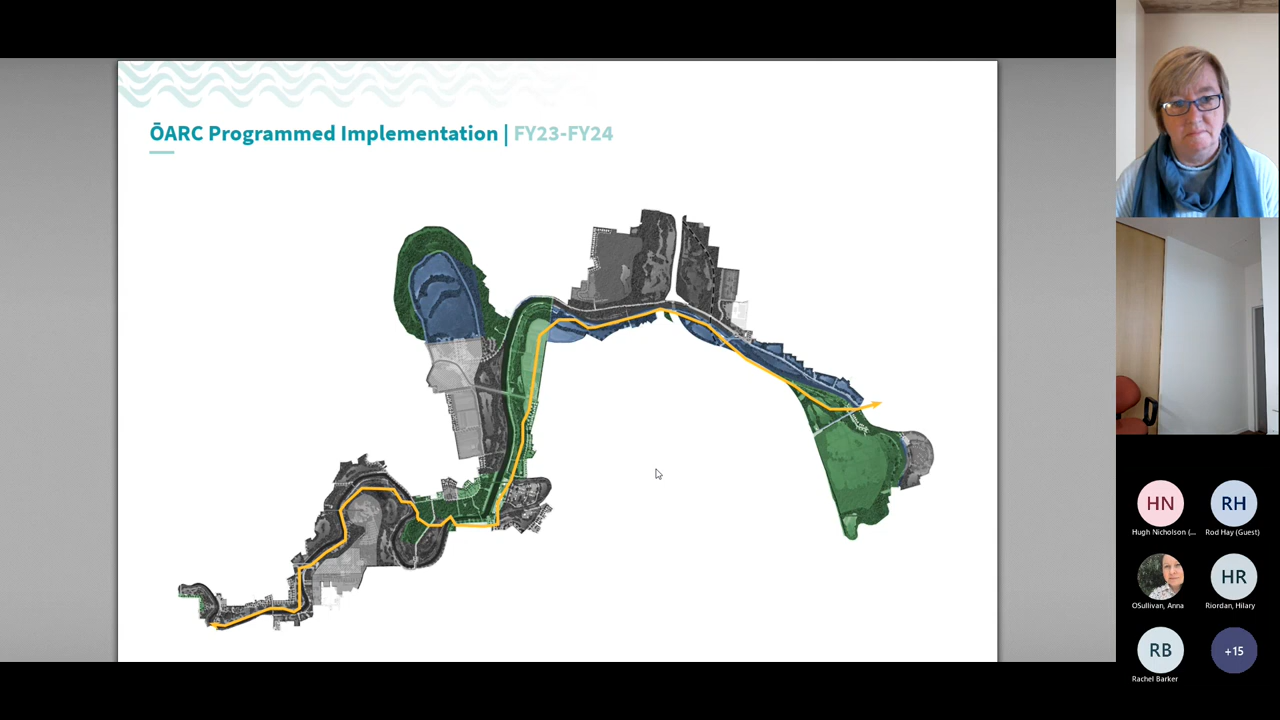 ŌARC Programmed Implementation | FY23-FY24
HN
RH
Hugh Nicholson (...
Rod Hay (Guest)
HR
OSullivan, Anna
Riordan, Hilary
RB
+15
Rachel Barker